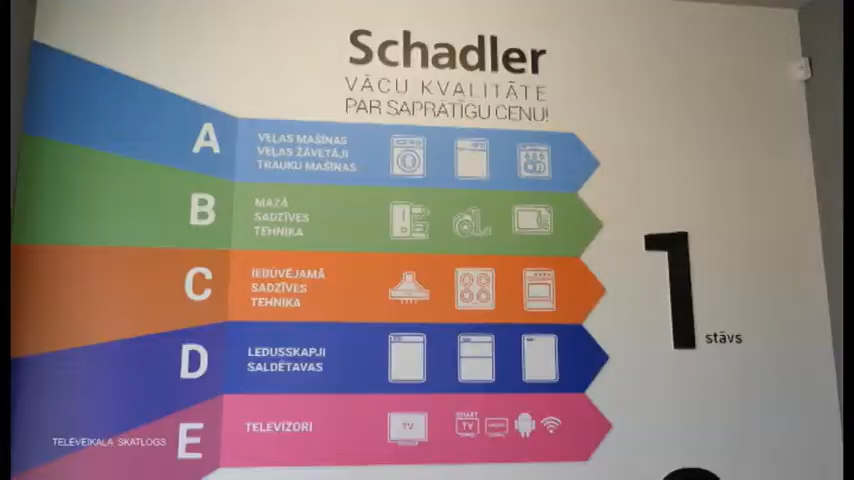 Schadler
VĀCU KVALITĀTE
PAR SAPRĀTĪGU CENU!
A
VEĻAS MAŠĪNAS
VEĻAS ŽĀVĒTĀJI
TRAUKU MAŠĪNAS
B
MAZĀ
SADZĪVES
TEHNIKA
C
IEBŪVĒJAMĀ
SADZĪVES
TEHNIKA
D
LEDUSSKAPJI
SALDĒTAVAS
E
TELEVIZORI
TV
SMART
TV
1
stāvs
TELEVEIKALA SKATLOGS